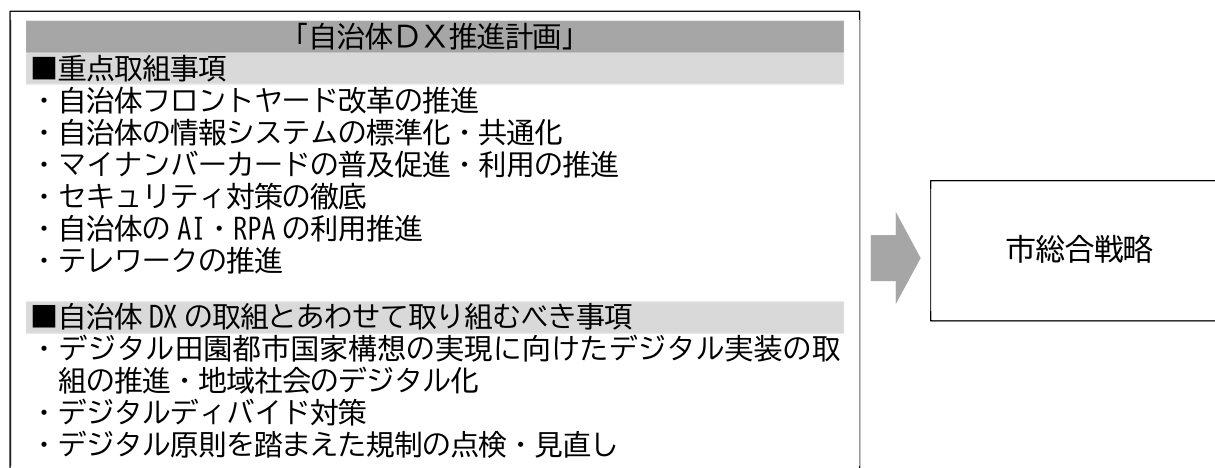 「自治体ＤＸ推進計画」
■重点取組事項
・自治体フロントヤード改革の推進
・自治体の情報システムの標準化・共通化
・マイナンバーカードの普及促進・利用の推進
・セキュリティ対策の徹底
・自治体の AI・RPA の利用推進
・テレワークの推進
■自治体 DX の取組とあわせて取り組むべき事項
・デジタル田園都市国家構想の実現に向けたデジタル実装の取
組の推進・地域社会のデジタル化
・デジタルディバイド対策
・デジタル原則を踏まえた規制の点検・見直し
市総合戦略